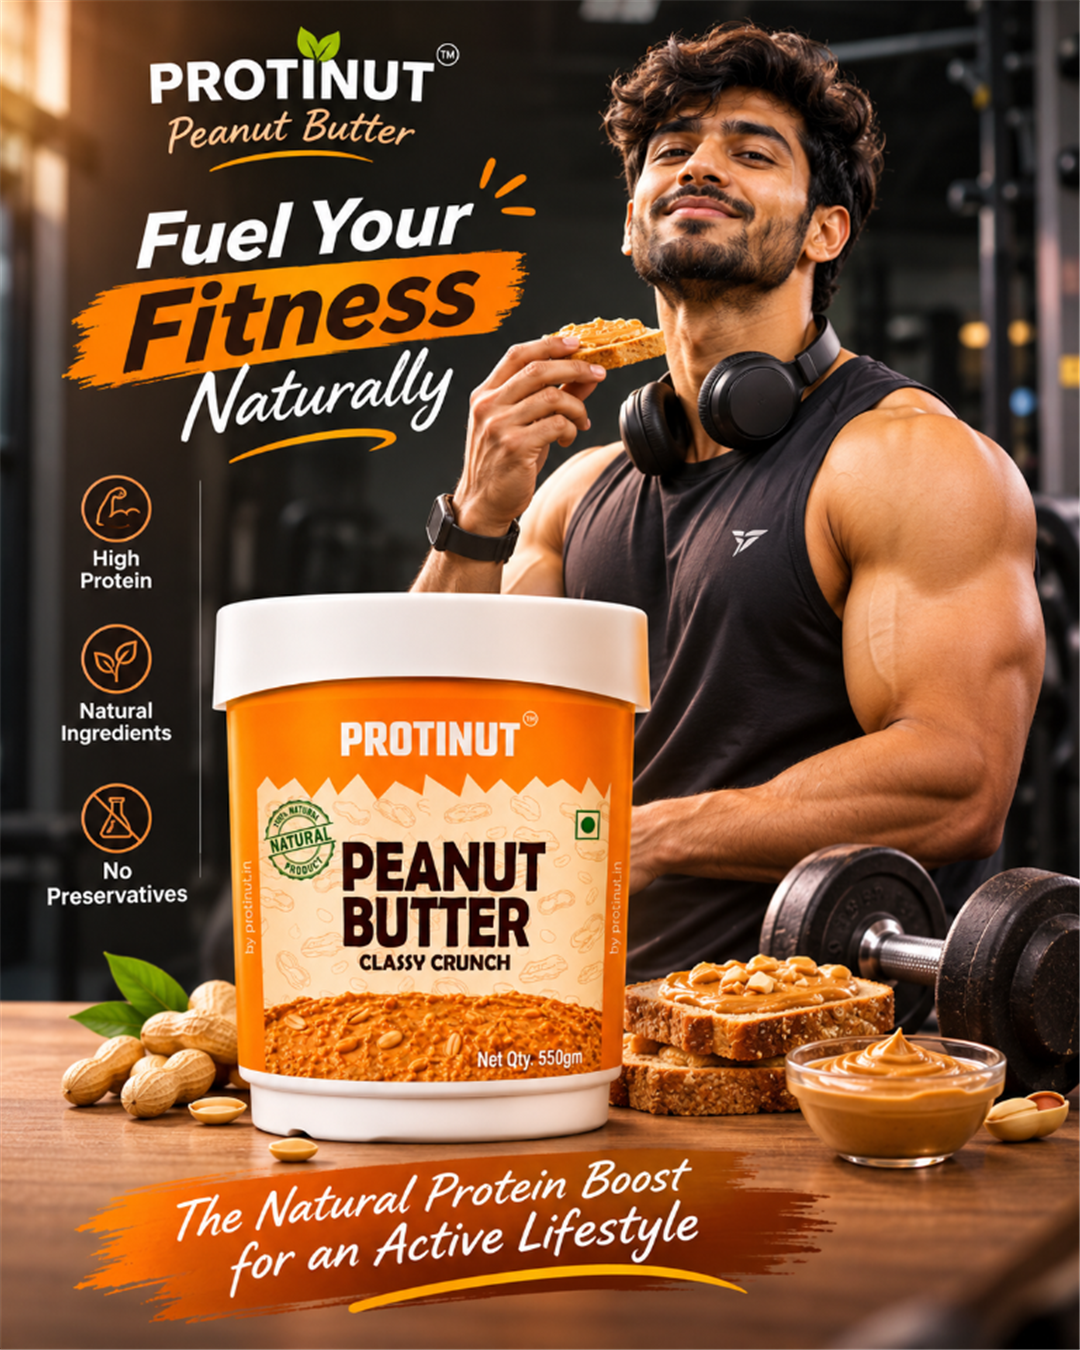 PROTINUT™
Peanut Butter
Fuel Your
Fitness
Naturally
High
Protein
Natural
Ingredients
No
Preservatives
PROTINUT™
100% NATURAL
NATURAL
PRODUCT
PEANUT
BUTTER
CLASSY CRUNCH
by protinut.in
by protinut.in
Net Qty. 550gm
The Natural Protein Boost
for an Active Lifestyle